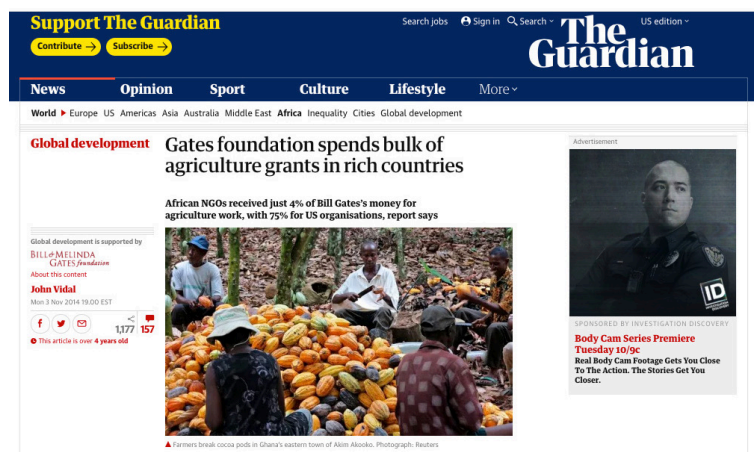 Support The Guardian
Contribute →
Subscribe →
Search jobs
Sign in
Search
US edition
The Guardian
News
Opinion
Sport
Culture
Lifestyle
More
World
Europe
US
Americas
Asia
Australia
Middle East
Africa
Inequality
Cities
Global development
Global development
Gates foundation spends bulk of
agriculture grants in rich countries
African NGOs received just 4% of Bill Gates's money for
agriculture work, with 75% for US organisations, report says
Global development is supported by
BILL & MELINDA
GATES foundation
About this content
John Vidal
Mon 3 Nov 2014 19.00 EST
1,177
157
This article is over 4 years old
Farmers break cocoa pods in Ghana's eastern town of Akim Akooko. Photograph: Reuters
Advertisement
ID
SPONSORED BY INVESTIGATION DISCOVERY
Body Cam Series Premiere
Tuesday 10/9c
Real Body Cam Footage Gets You Close
To The Action. The Stories Get You
Closer.